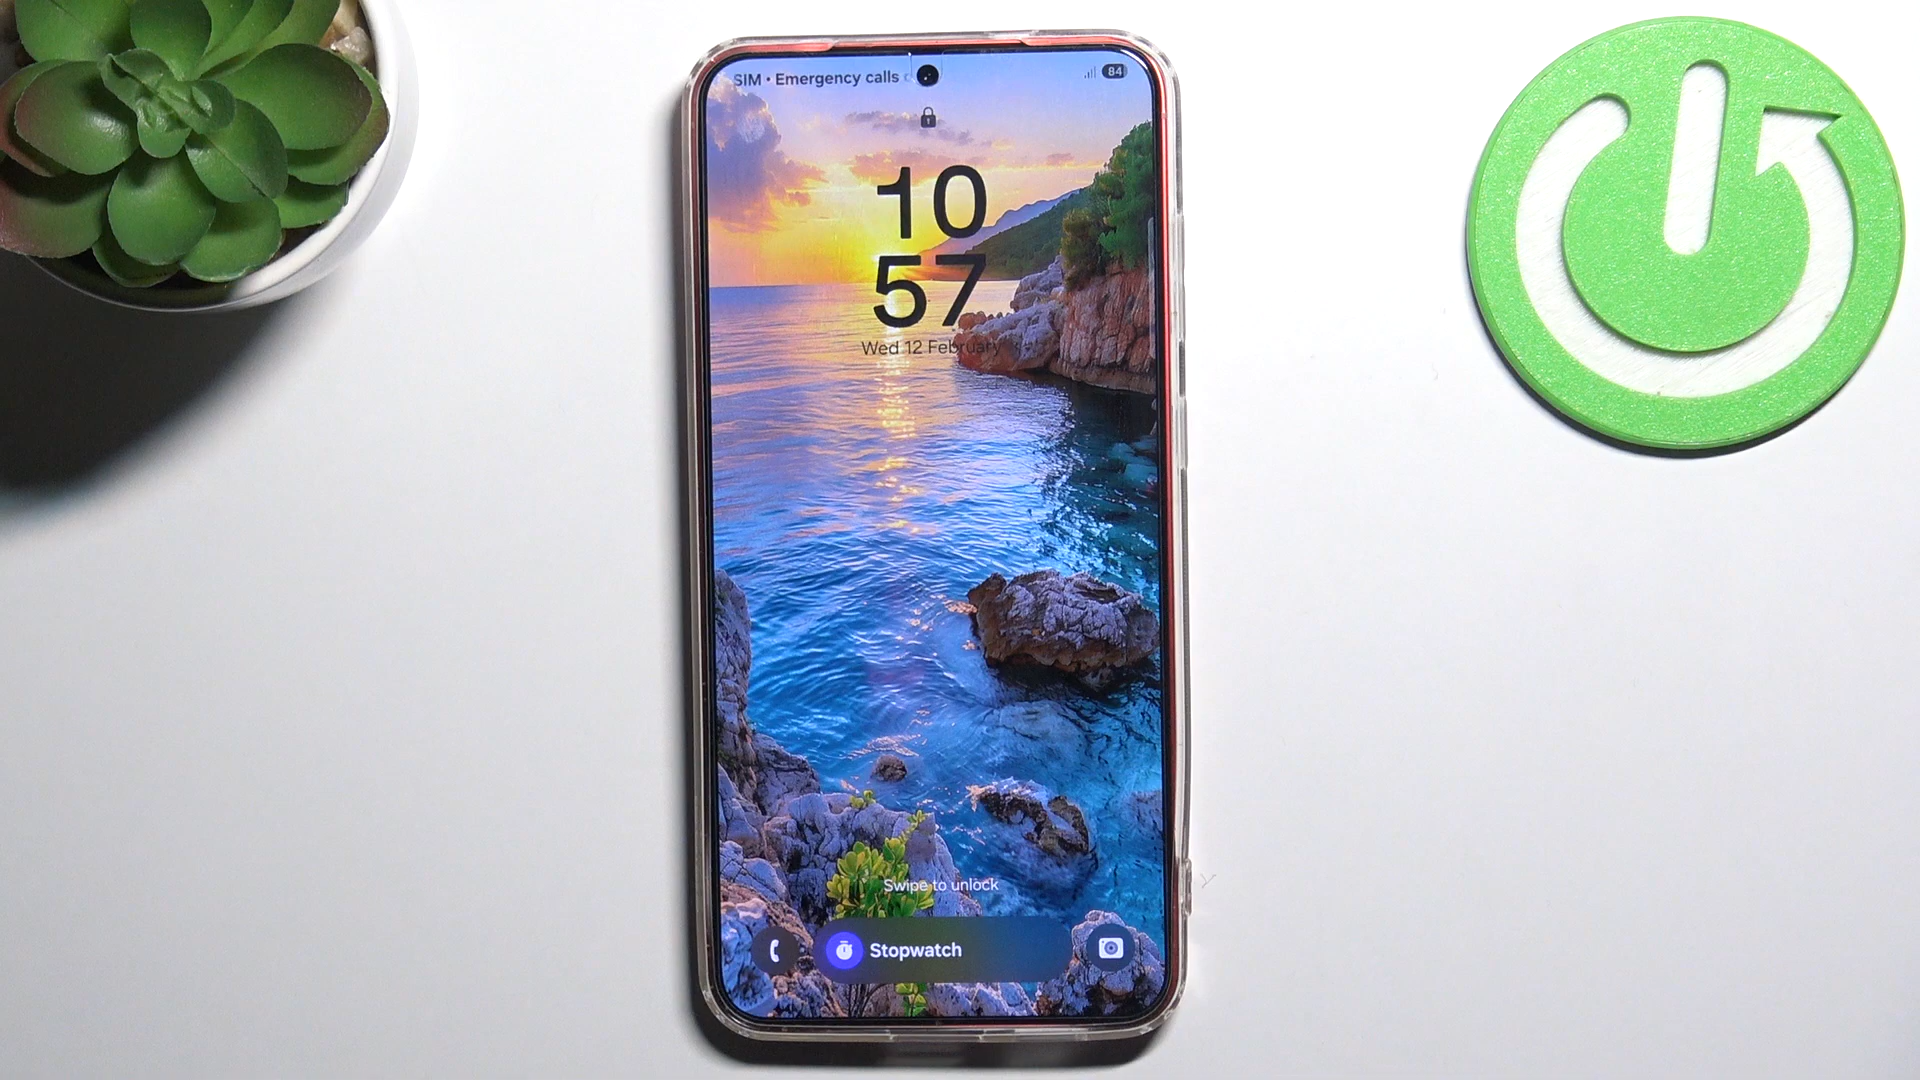 SIM • Emergency calls
84
10
57
Wed 12 February
Swipe to unlock
Stopwatch